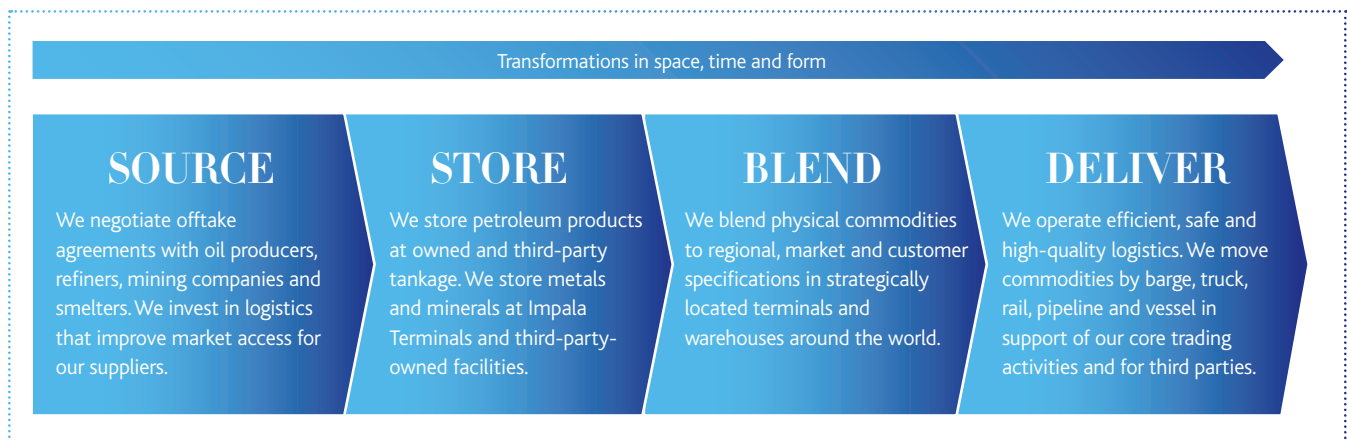 Transformations in space, time and form
SOURCE
We negotiate offtake
agreements with oil producers,
refiners, mining companies and
smelters. We invest in logistics
that improve market access for
our suppliers.
STORE
We store petroleum products
at owned and third-party
tankage. We store metals
and minerals at Impala
Terminals and third-party-
owned facilities.
BLEND
We blend physical commodities
to regional, market and customer
specifications in strategically
located terminals and
warehouses around the world.
DELIVER
We operate efficient, safe and
high-quality logistics. We move
commodities by barge, truck,
rail, pipeline and vessel in
support of our core trading
activities and for third parties.